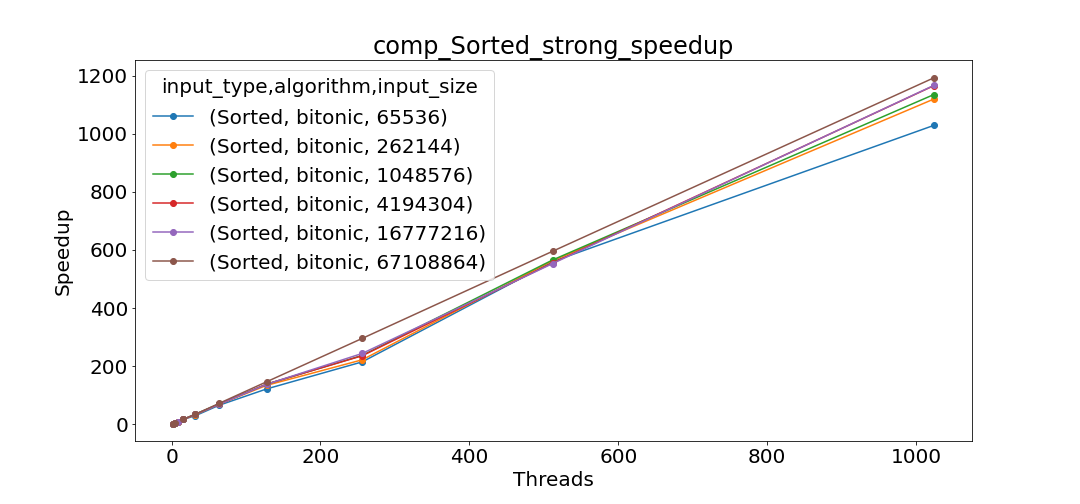 comp_Sorted_strong_speedup
input_type,algorithm,input_size
(Sorted, bitonic, 65536)
(Sorted, bitonic, 262144)
(Sorted, bitonic, 1048576)
(Sorted, bitonic, 4194304)
(Sorted, bitonic, 16777216)
(Sorted, bitonic, 67108864)
Speedup
1200
1000
800
600
400
200
0
0 200 400 600 800 1000
Threads